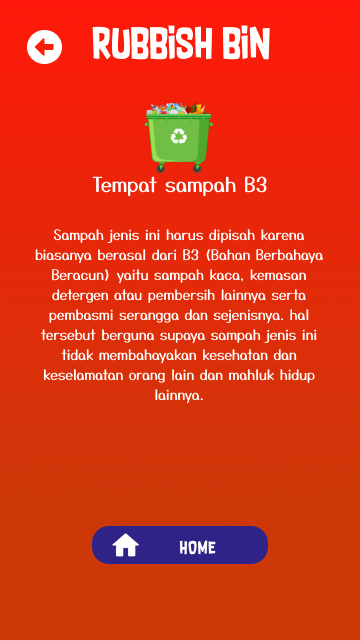 RUBBiSH BiN
Tempat sampah B3
Sampah jenis ini harus dipisah karena
biasanya berasal dari B3 (Bahan Berbahaya
Beracun) yaitu sampah kaca, kemasan
detergen atau pembersih lainnya serta
pembasmi serangga dan sejenisnya. hal
tersebut berguna supaya sampah jenis ini
tidak membahayakan kesehatan dan
keselamatan orang lain dan mahluk hidup
lainnya.
HOME